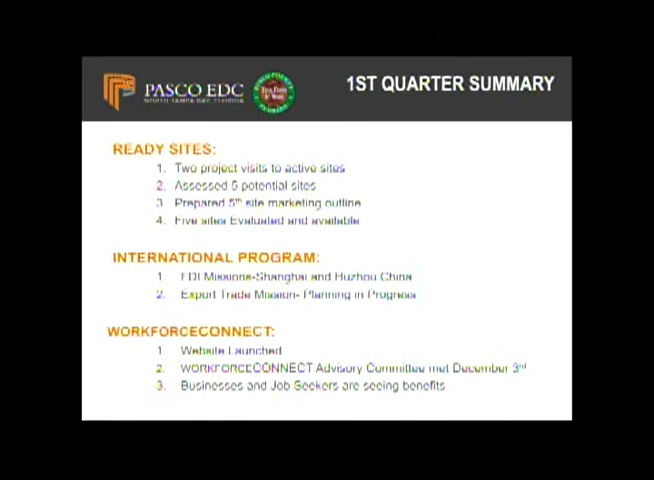 PASCO EDC
NORTH TAMPA BAY, FLORIDA
1ST QUARTER SUMMARY
READY SITES:
1. Two project visits to active sites
2. Assessed 5 potential sites
3 Prepared 5th site marketing outline
4. Five sites Evaluated and available
INTERNATIONAL PROGRAM:
1. FDI Missions-Shanghai and Huzhou China
2. Export Trade Mission- Planning in Progress
WORKFORCECONNECT:
1 Website Launched
2. WORKFORCECONNECT Advisory Committee met December 3rd
3. Businesses and Job Seekers are seeing benefits